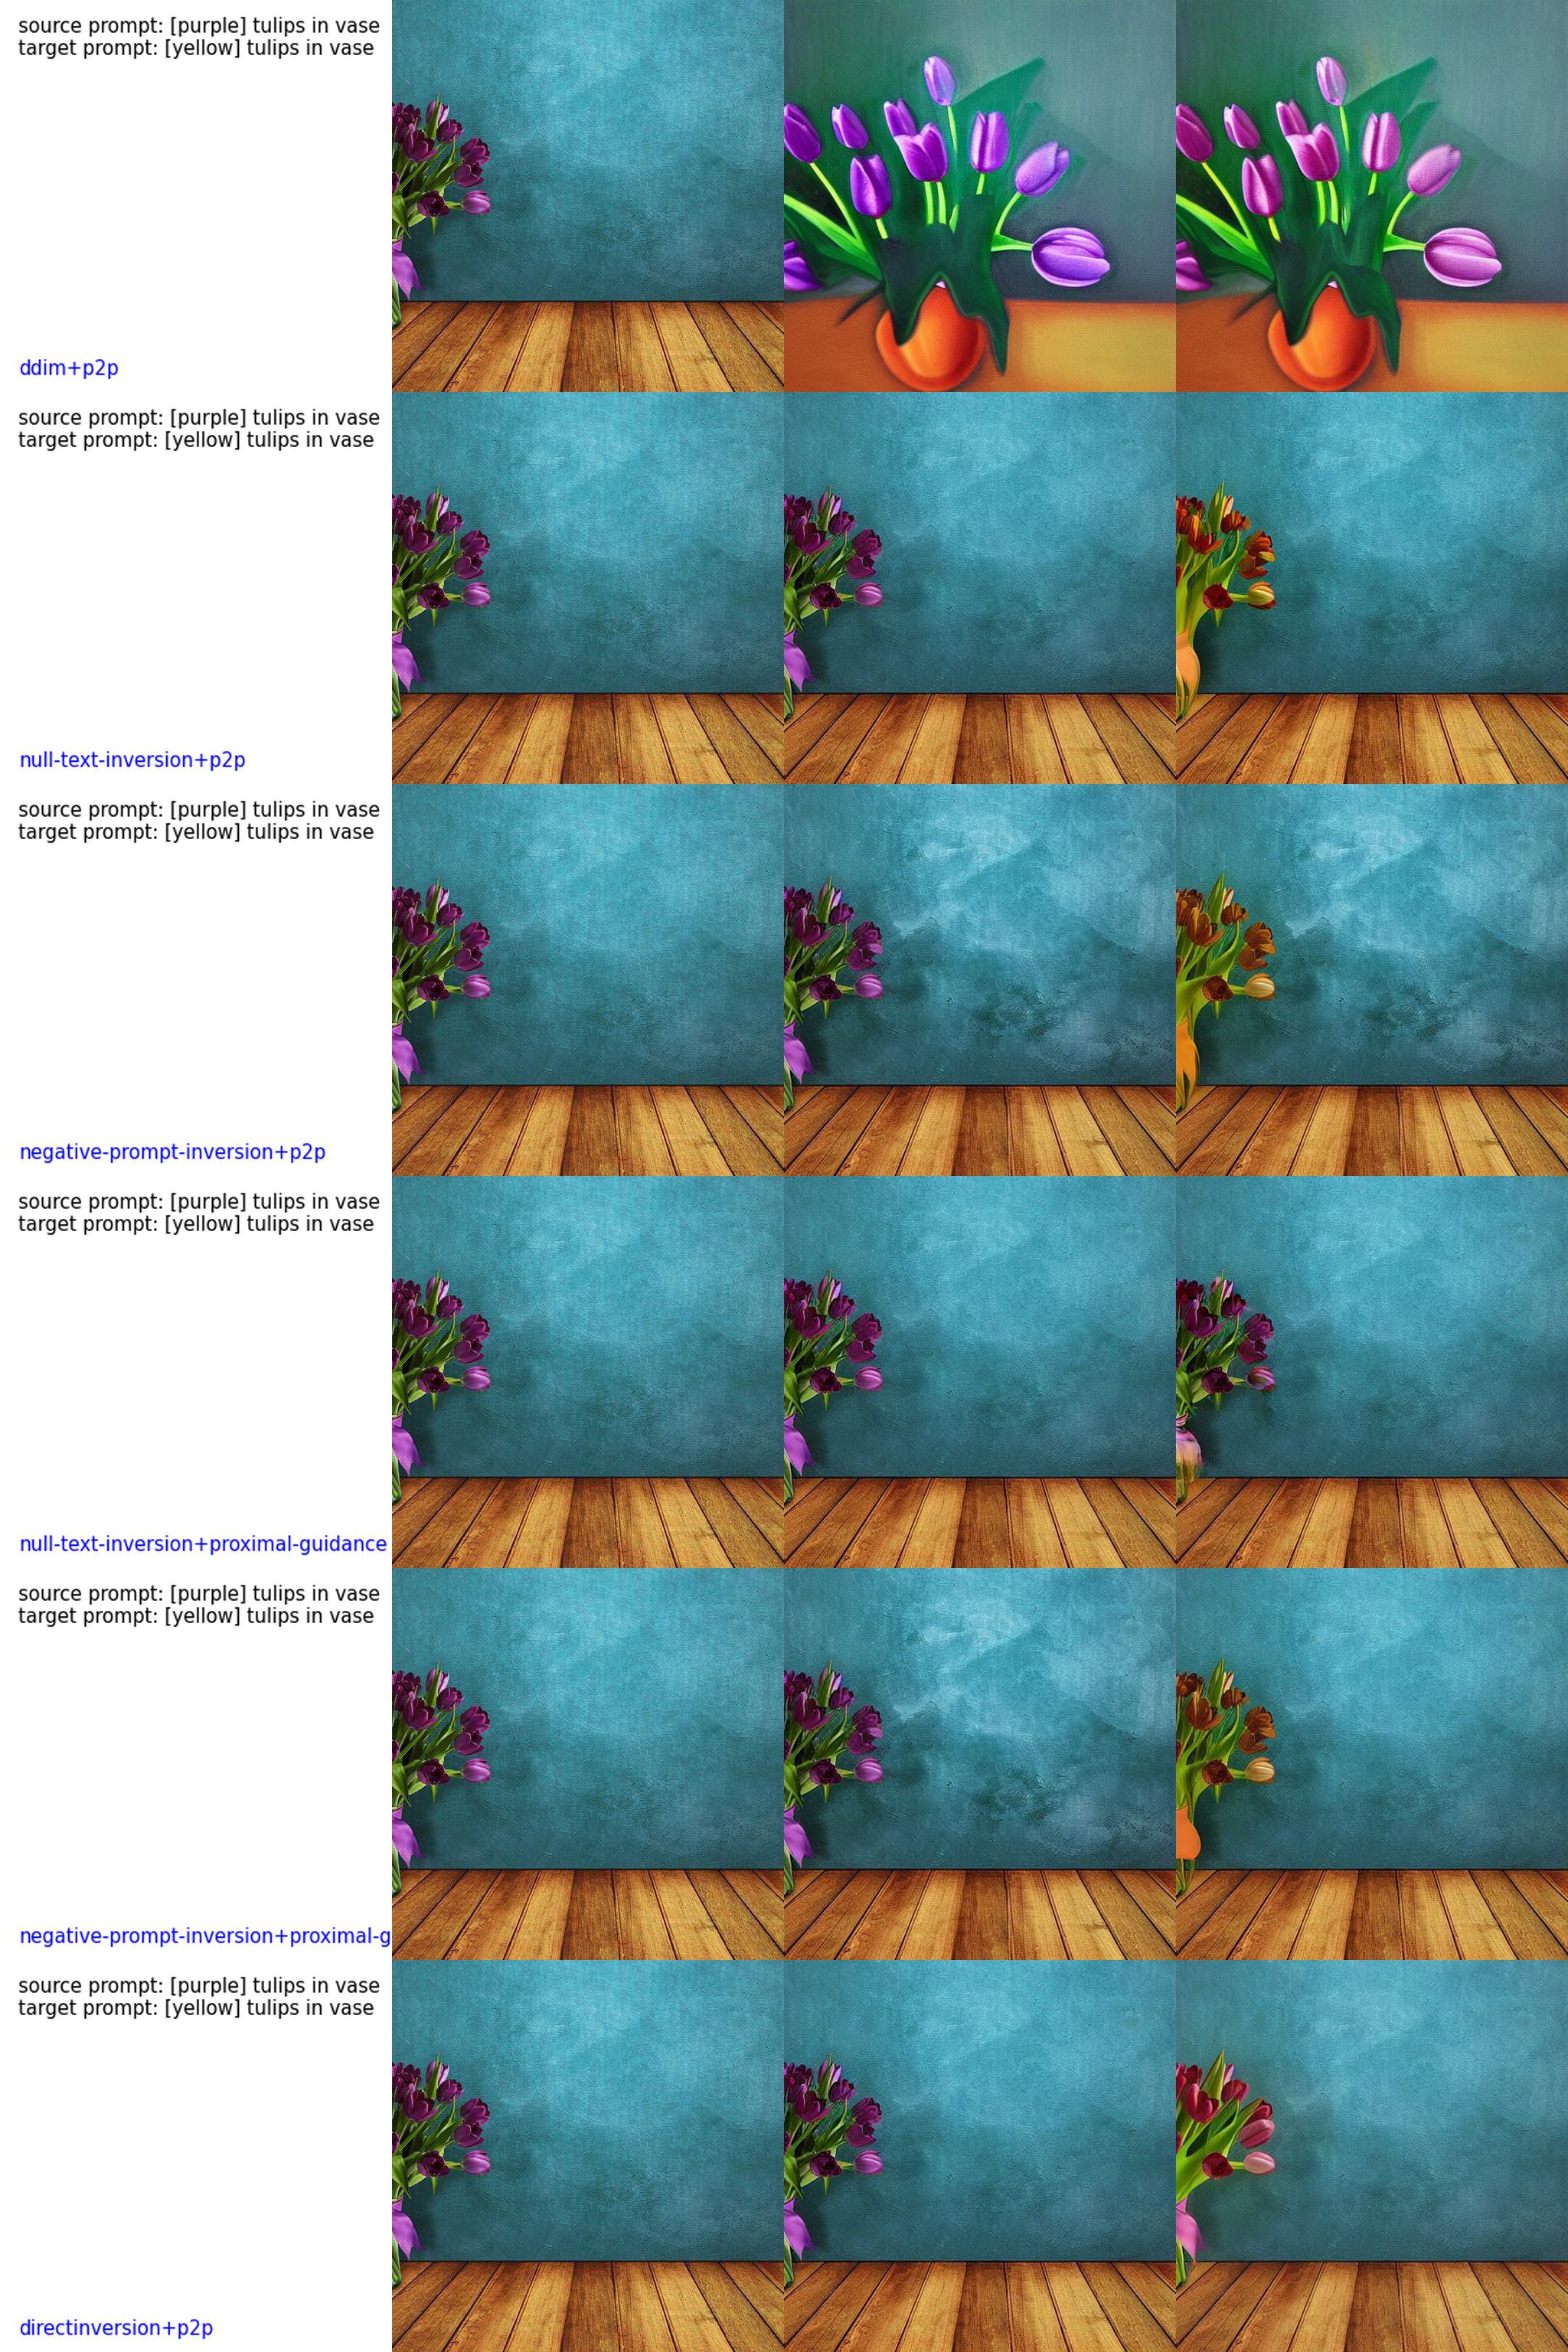 source prompt: [purple] tulips in vase
target prompt: [yellow] tulips in vase
ddim+p2p
source prompt: [purple] tulips in vase
target prompt: [yellow] tulips in vase
null-text-inversion+p2p
source prompt: [purple] tulips in vase
target prompt: [yellow] tulips in vase
negative-prompt-inversion+p2p
source prompt: [purple] tulips in vase
target prompt: [yellow] tulips in vase
null-text-inversion+proximal-guidance
source prompt: [purple] tulips in vase
target prompt: [yellow] tulips in vase
negative-prompt-inversion+proximal-g
source prompt: [purple] tulips in vase
target prompt: [yellow] tulips in vase
directinversion+p2p